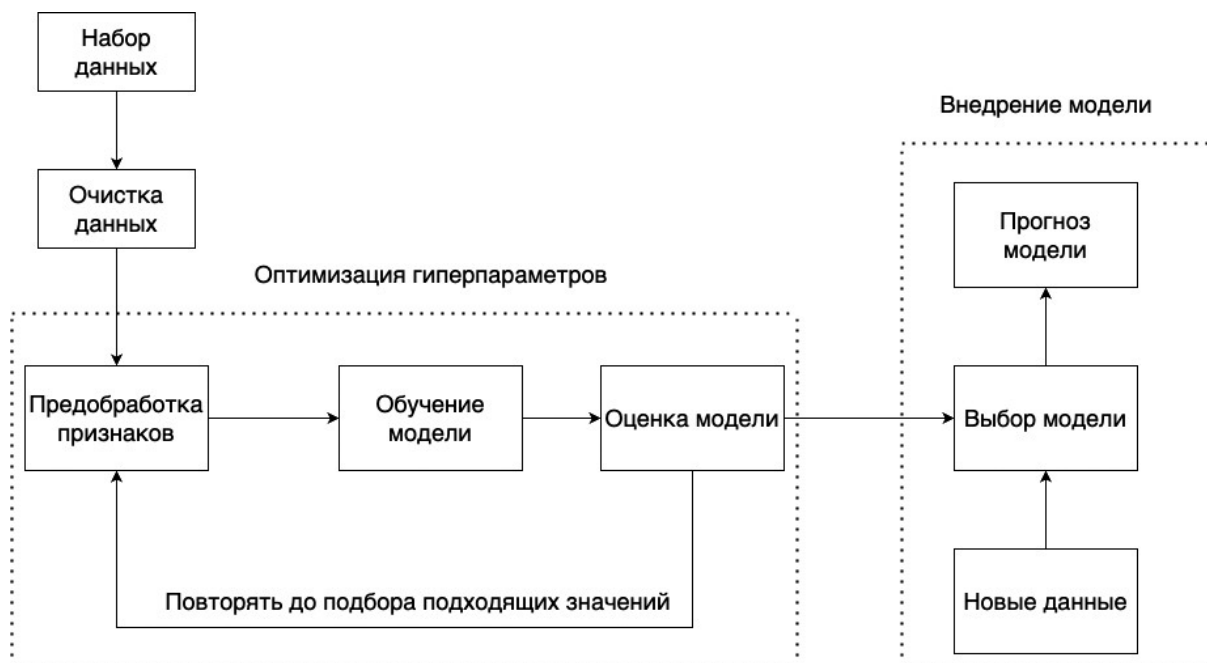 Набор
данных
Внедрение модели
Очистка
данных
Прогноз
модели
Оптимизация гиперпараметров
Предобработка
признаков
Обучение
модели
Оценка модели
Выбор модели
Повторять до подбора подходящих значений
Новые данные